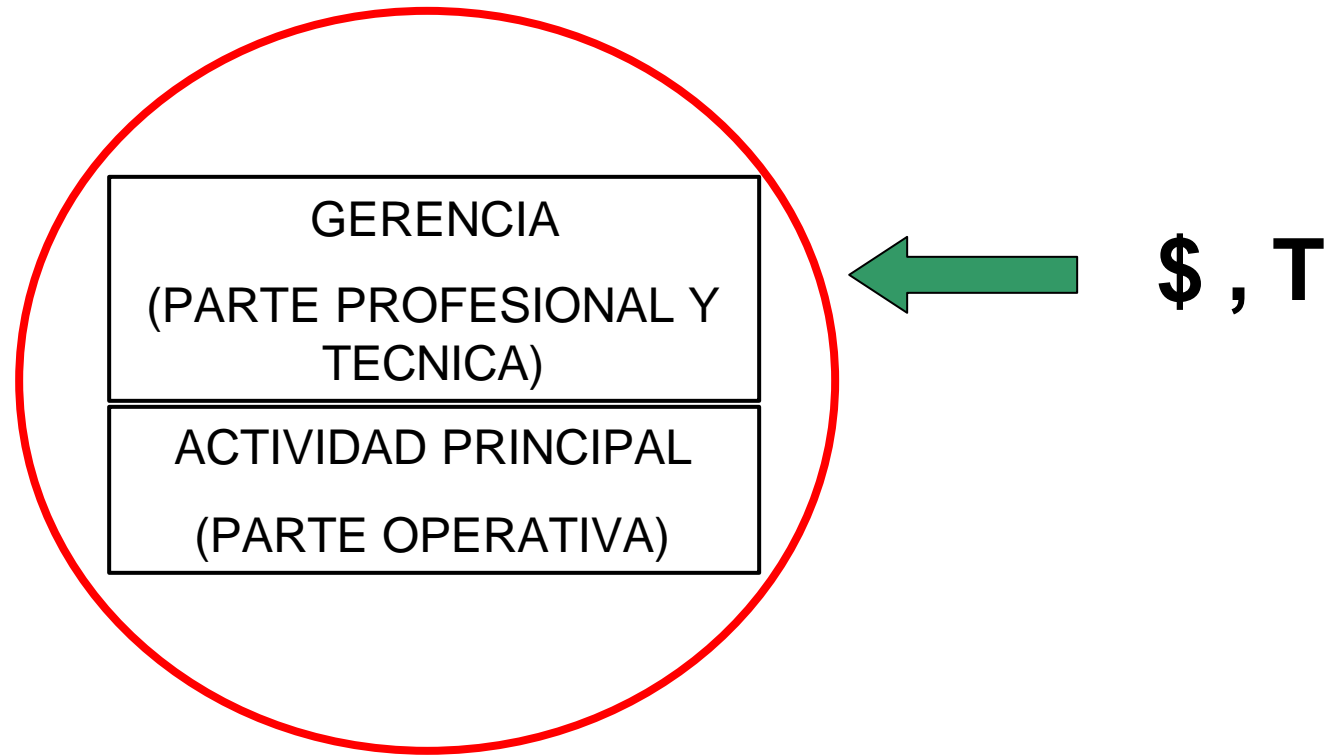 GERENCIA
(PARTE PROFESIONAL Y
TECNICA)
ACTIVIDAD PRINCIPAL
(PARTE OPERATIVA)
$ , T